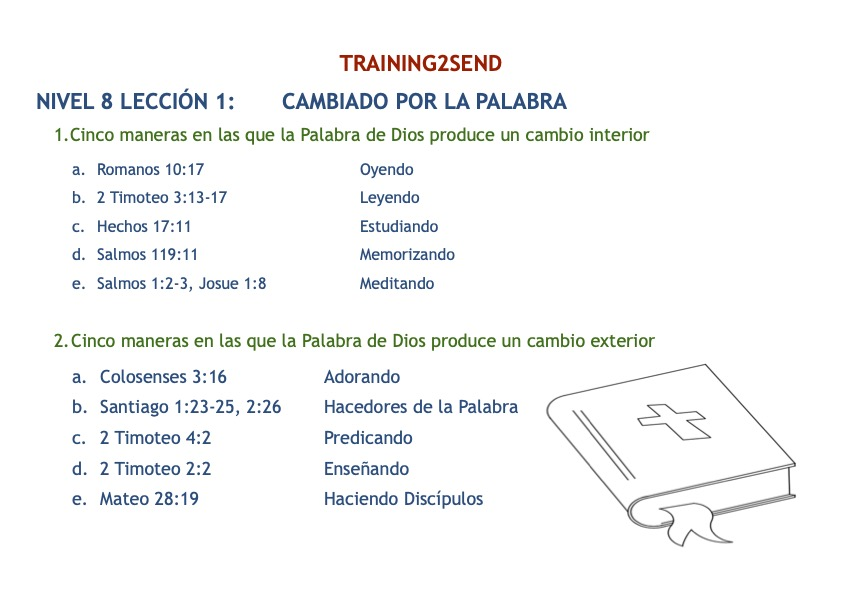 TRAINING2SEND
NIVEL 8 LECCIÓN 1: CAMBIADO POR LA PALABRA
1.Cinco maneras en las que la Palabra de Dios produce un cambio interior
a. Romanos 10:17 Oyendo
b. 2 Timoteo 3:13-17 Leyendo
c. Hechos 17:11 Estudiando
d. Salmos 119:11 Memorizando
e. Salmos 1:2-3, Josue 1:8 Meditando
2.Cinco maneras en las que la Palabra de Dios produce un cambio exterior
a. Colosenses 3:16 Adorando
b. Santiago 1:23-25, 2:26 Hacedores de la Palabra
c. 2 Timoteo 4:2 Predicando
d. 2 Timoteo 2:2 Enseñando
e. Mateo 28:19 Haciendo Discípulos